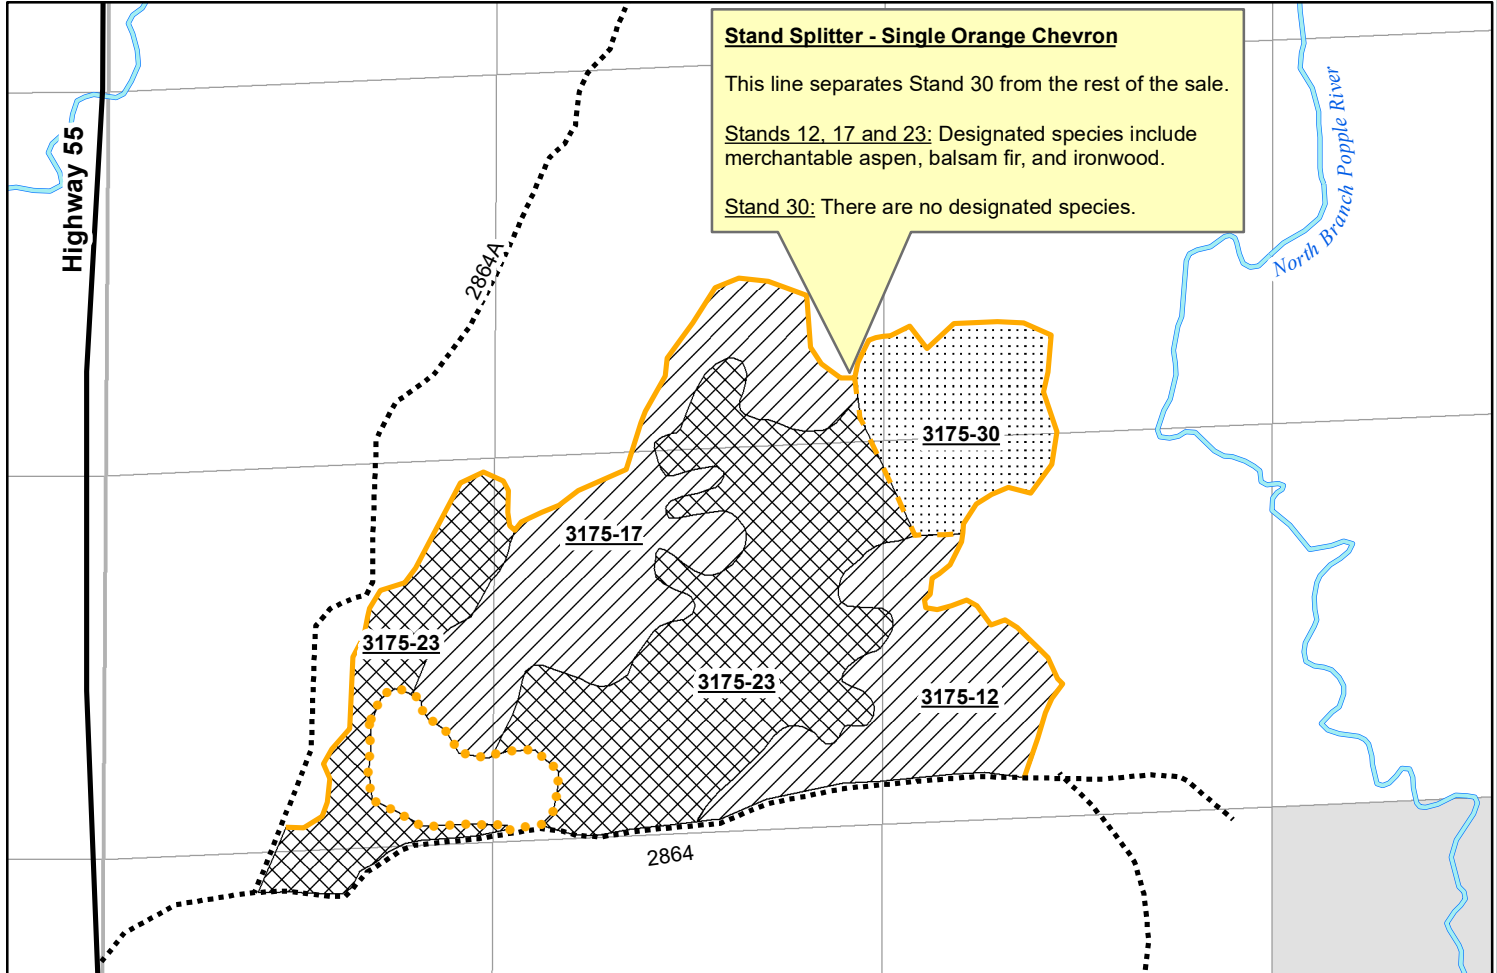 Stand Splitter - Single Orange Chevron
This line separates Stand 30 from the rest of the sale.
Stands 12, 17 and 23: Designated species include
merchantable aspen, balsam fir, and ironwood.
Stand 30: There are no designated species.
Highway 55
2864A
North Branch Popple River
3175-30
3175-17
3175-23
3175-23
3175-12
2864